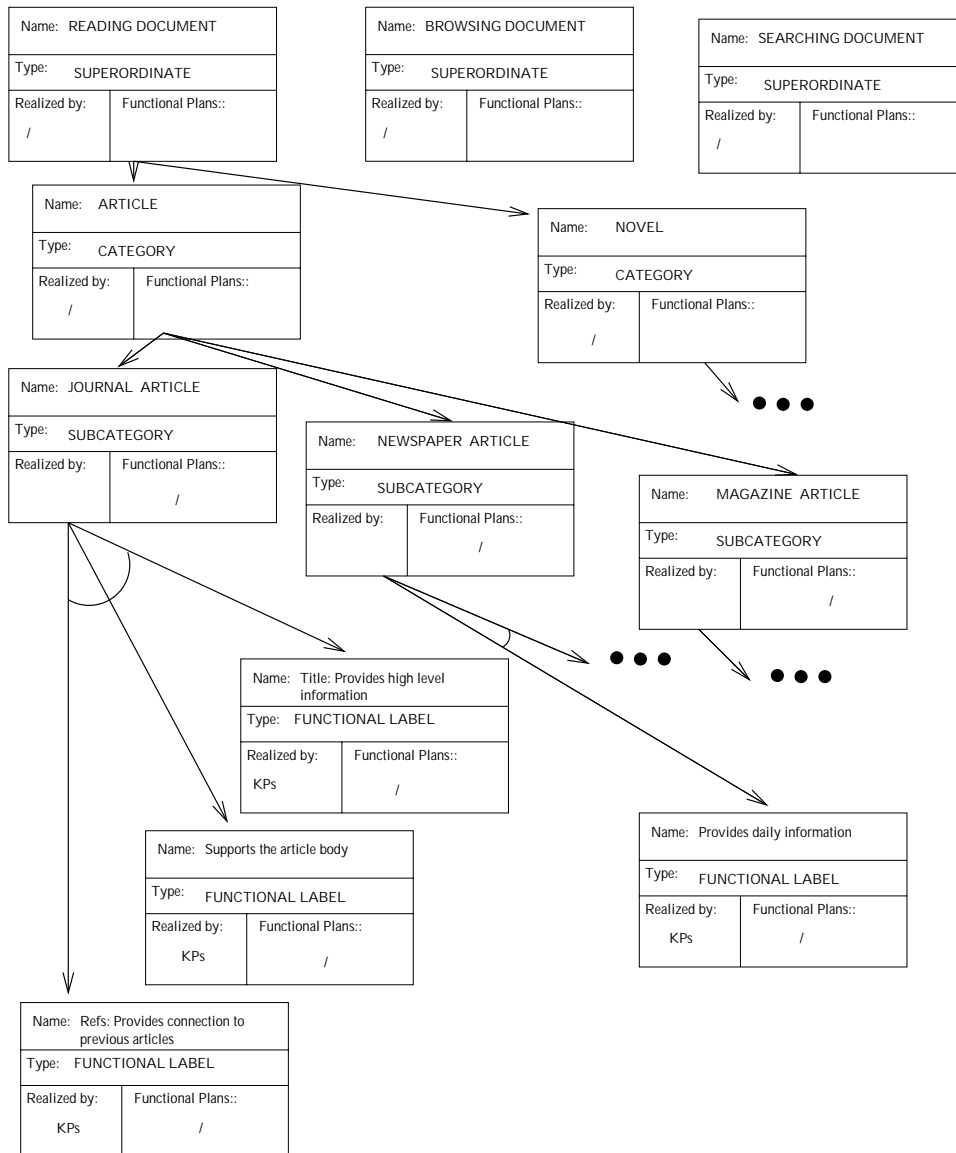 Name: READING DOCUMENT
Type: SUPERORDINATE
Realized by: Functional Plans::
/
Name: BROWSING DOCUMENT
Type: SUPERORDINATE
Realized by: Functional Plans::
/
Name: SEARCHING DOCUMENT
Type: SUPERORDINATE
Realized by: Functional Plans::
/
Name: ARTICLE
Type: CATEGORY
Realized by: Functional Plans::
/
Name: NOVEL
Type: CATEGORY
Realized by: Functional Plans::
/
Name: JOURNAL ARTICLE
Type: SUBCATEGORY
Realized by: Functional Plans::
/
Name: NEWSPAPER ARTICLE
Type: SUBCATEGORY
Realized by: Functional Plans::
/
Name: MAGAZINE ARTICLE
Type: SUBCATEGORY
Realized by: Functional Plans::
/
Name: Title: Provides high level
information
Type: FUNCTIONAL LABEL
Realized by: Functional Plans::
KPs /
Name: Supports the article body
Type: FUNCTIONAL LABEL
Realized by: Functional Plans::
KPs /
Name: Provides daily information
Type: FUNCTIONAL LABEL
Realized by: Functional Plans::
KPs /
Name: Refs: Provides connection to
previous articles
Type: FUNCTIONAL LABEL
Realized by: Functional Plans::
KPs /